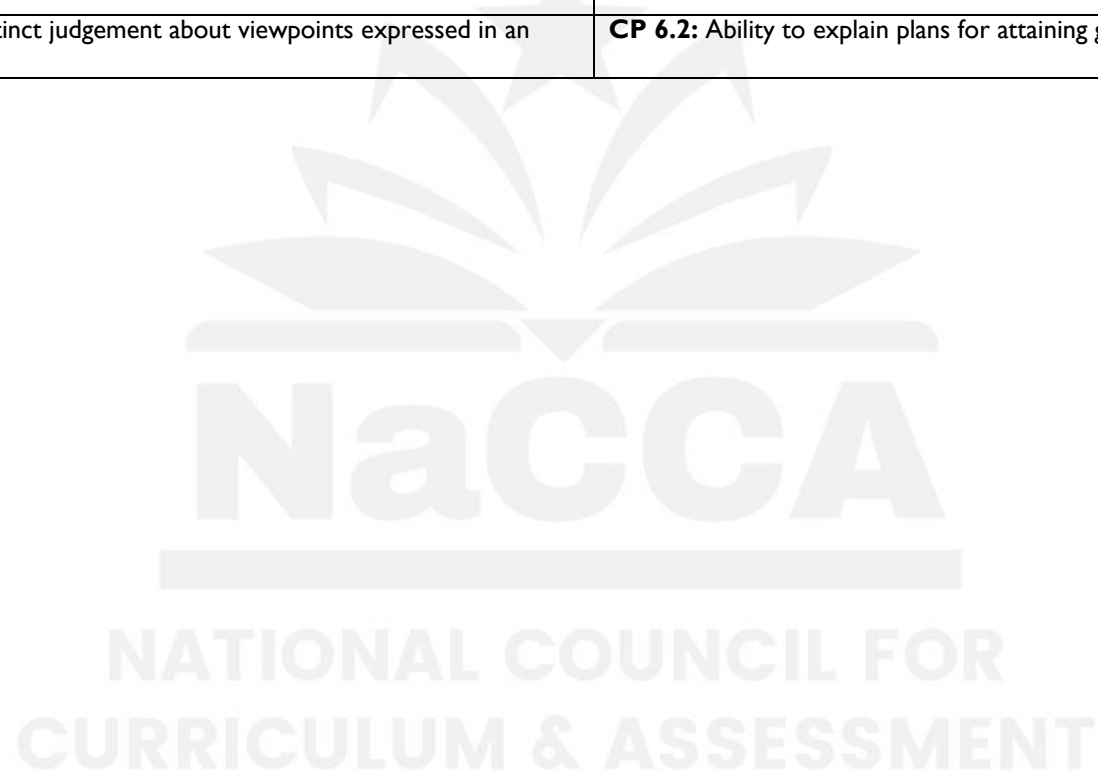 tinct judgement about viewpoints expressed in an
CP 6.2: Ability to explain plans for attaining
NaCCA
NATIONAL COUNCIL FOR
CURRICULUM & ASSESSMENT